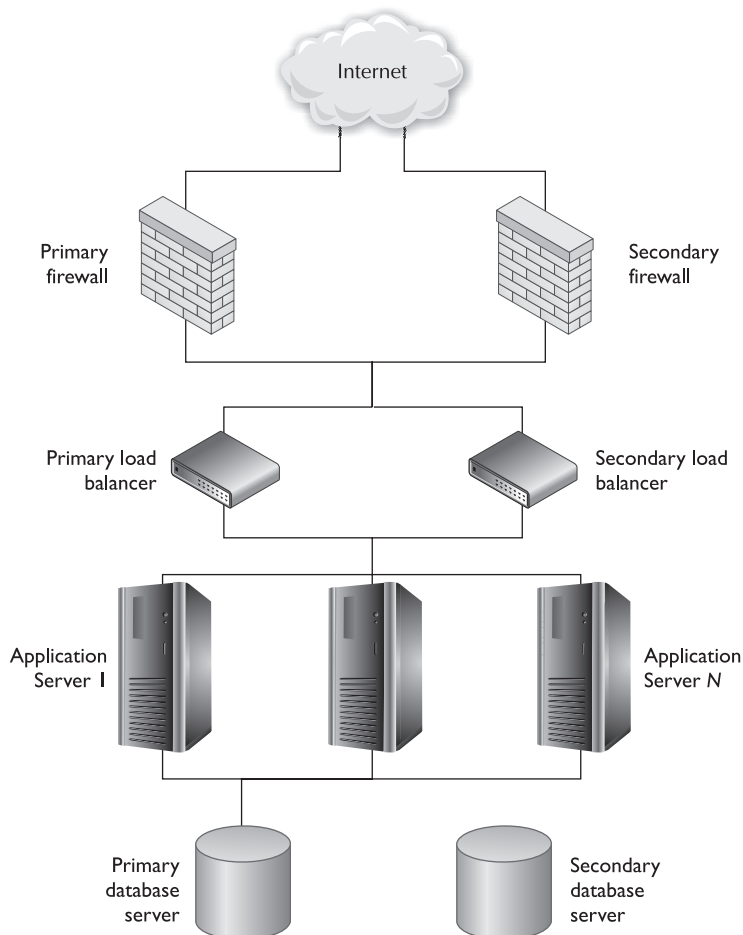 Internet
Primary
firewall
Secondary
firewall
Primary load
balancer
Secondary load
balancer
Application
Server 1
Application
Server N
Primary
database
server
Secondary
database
server